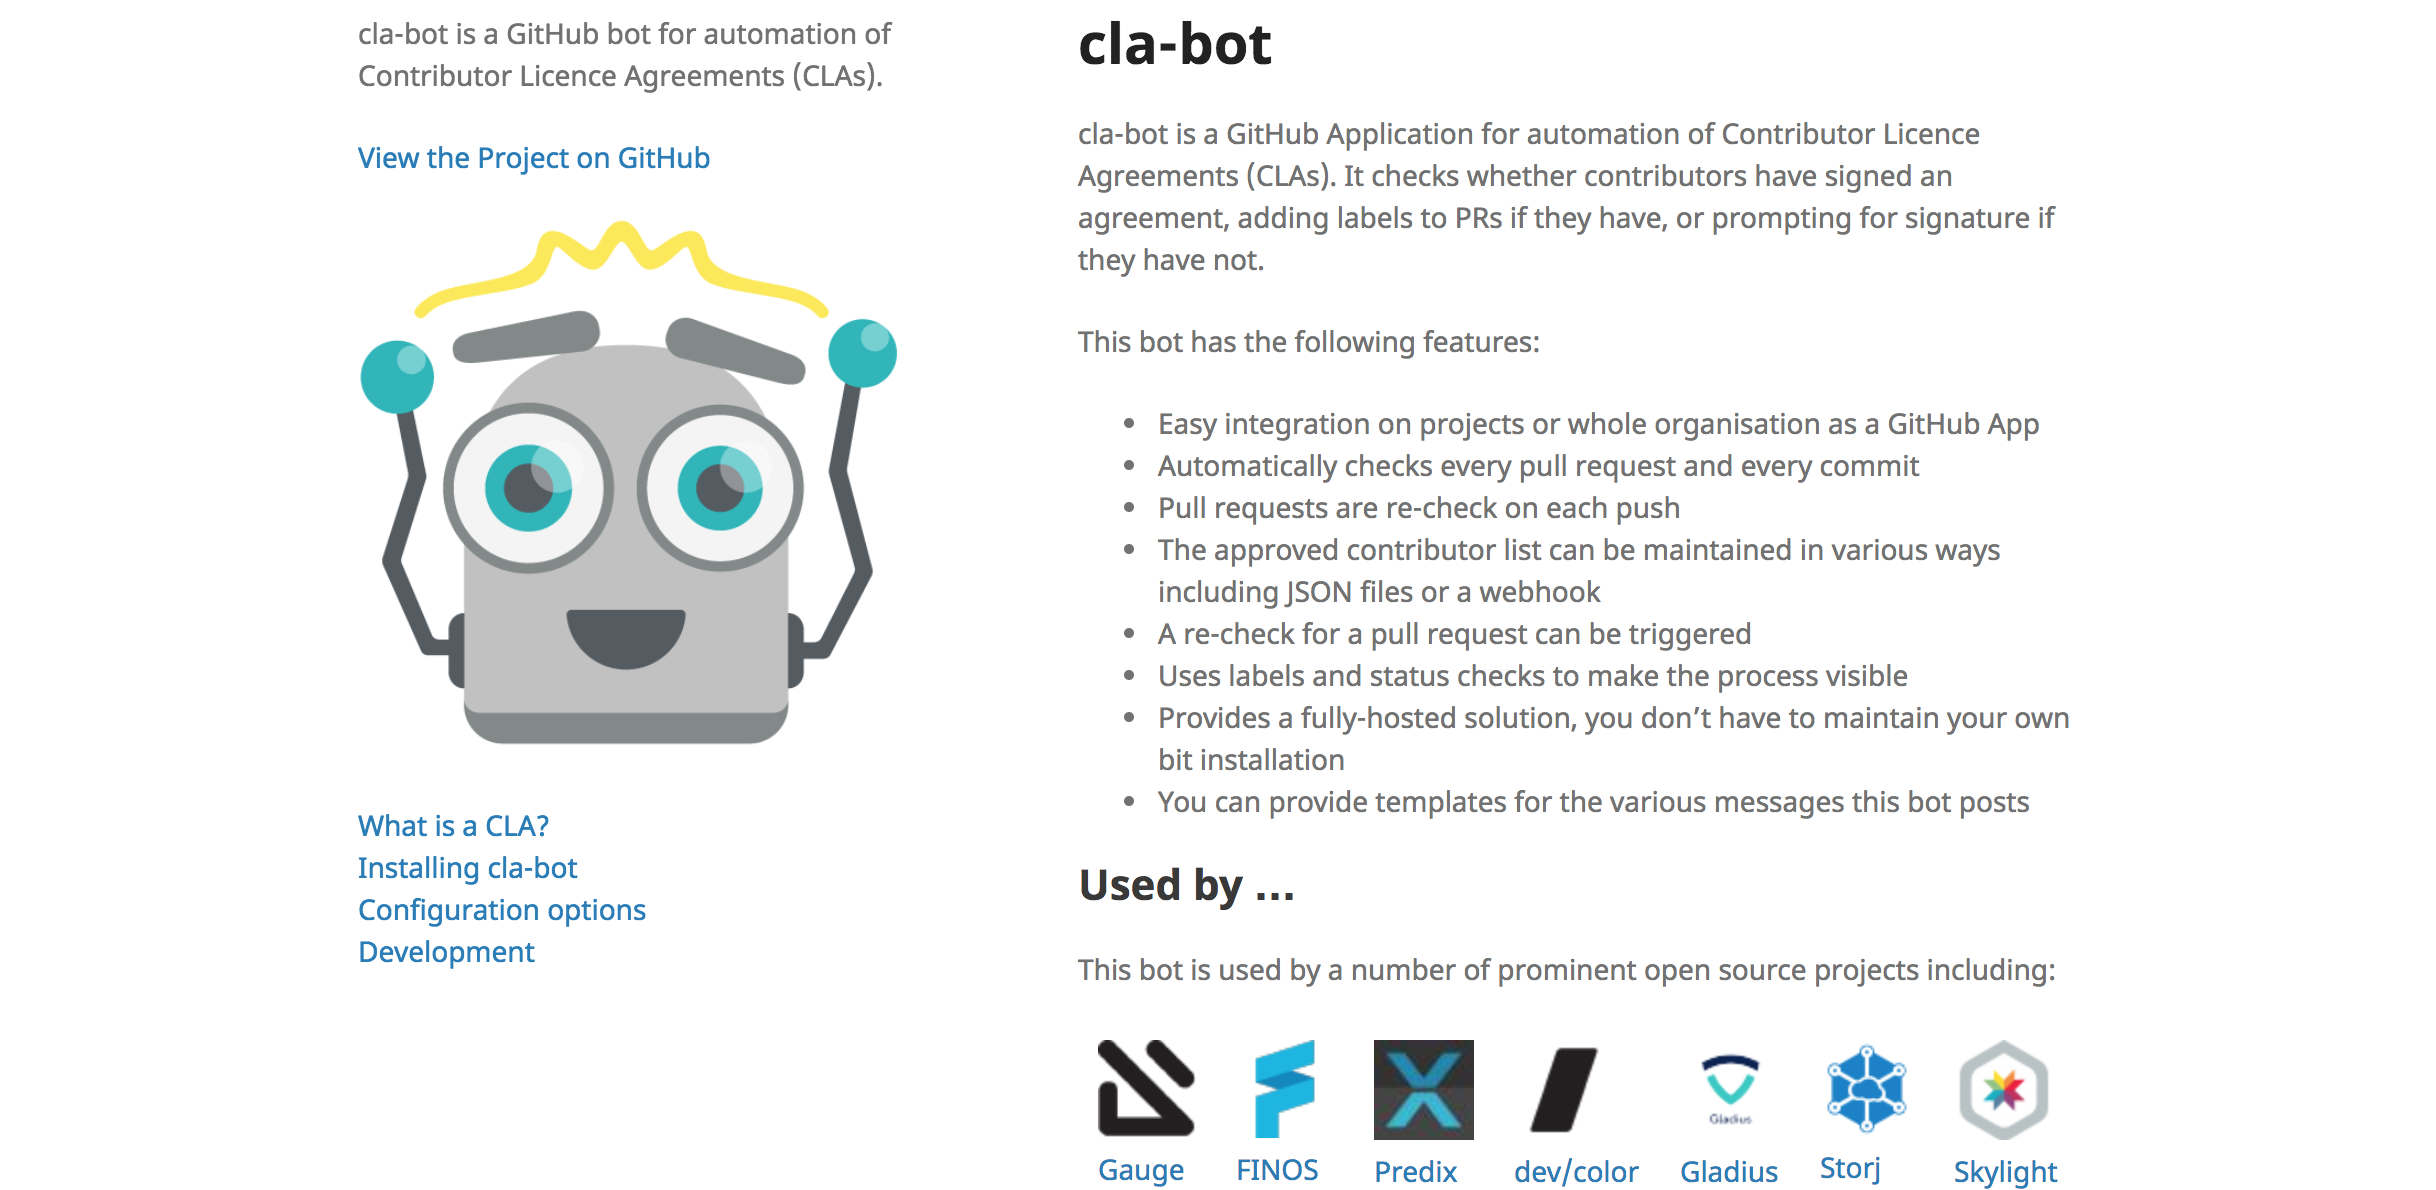 cla-bot is a GitHub bot for automation of
Contributor Licence Agreements (CLAs).
View the Project on GitHub
What is a CLA?
Installing cla-bot
Configuration options
Development
cla-bot
cla-bot is a GitHub Application for automation of Contributor Licence
Agreements (CLAs). It checks whether contributors have signed an
agreement, adding labels to PRs if they have, or prompting for signature if
they have not.
This bot has the following features:
• Easy integration on projects or whole organisation as a GitHub App
• Automatically checks every pull request and every commit
• Pull requests are re-check on each push
• The approved contributor list can be maintained in various ways
including JSON files or a webhook
• A re-check for a pull request can be triggered
• Uses labels and status checks to make the process visible
• Provides a fully-hosted solution, you don’t have to maintain your own
bit installation
• You can provide templates for the various messages this bot posts
Used by …
This bot is used by a number of prominent open source projects including:
Gladius
Gauge FINOS Predix dev/color Gladius Storj Skylight